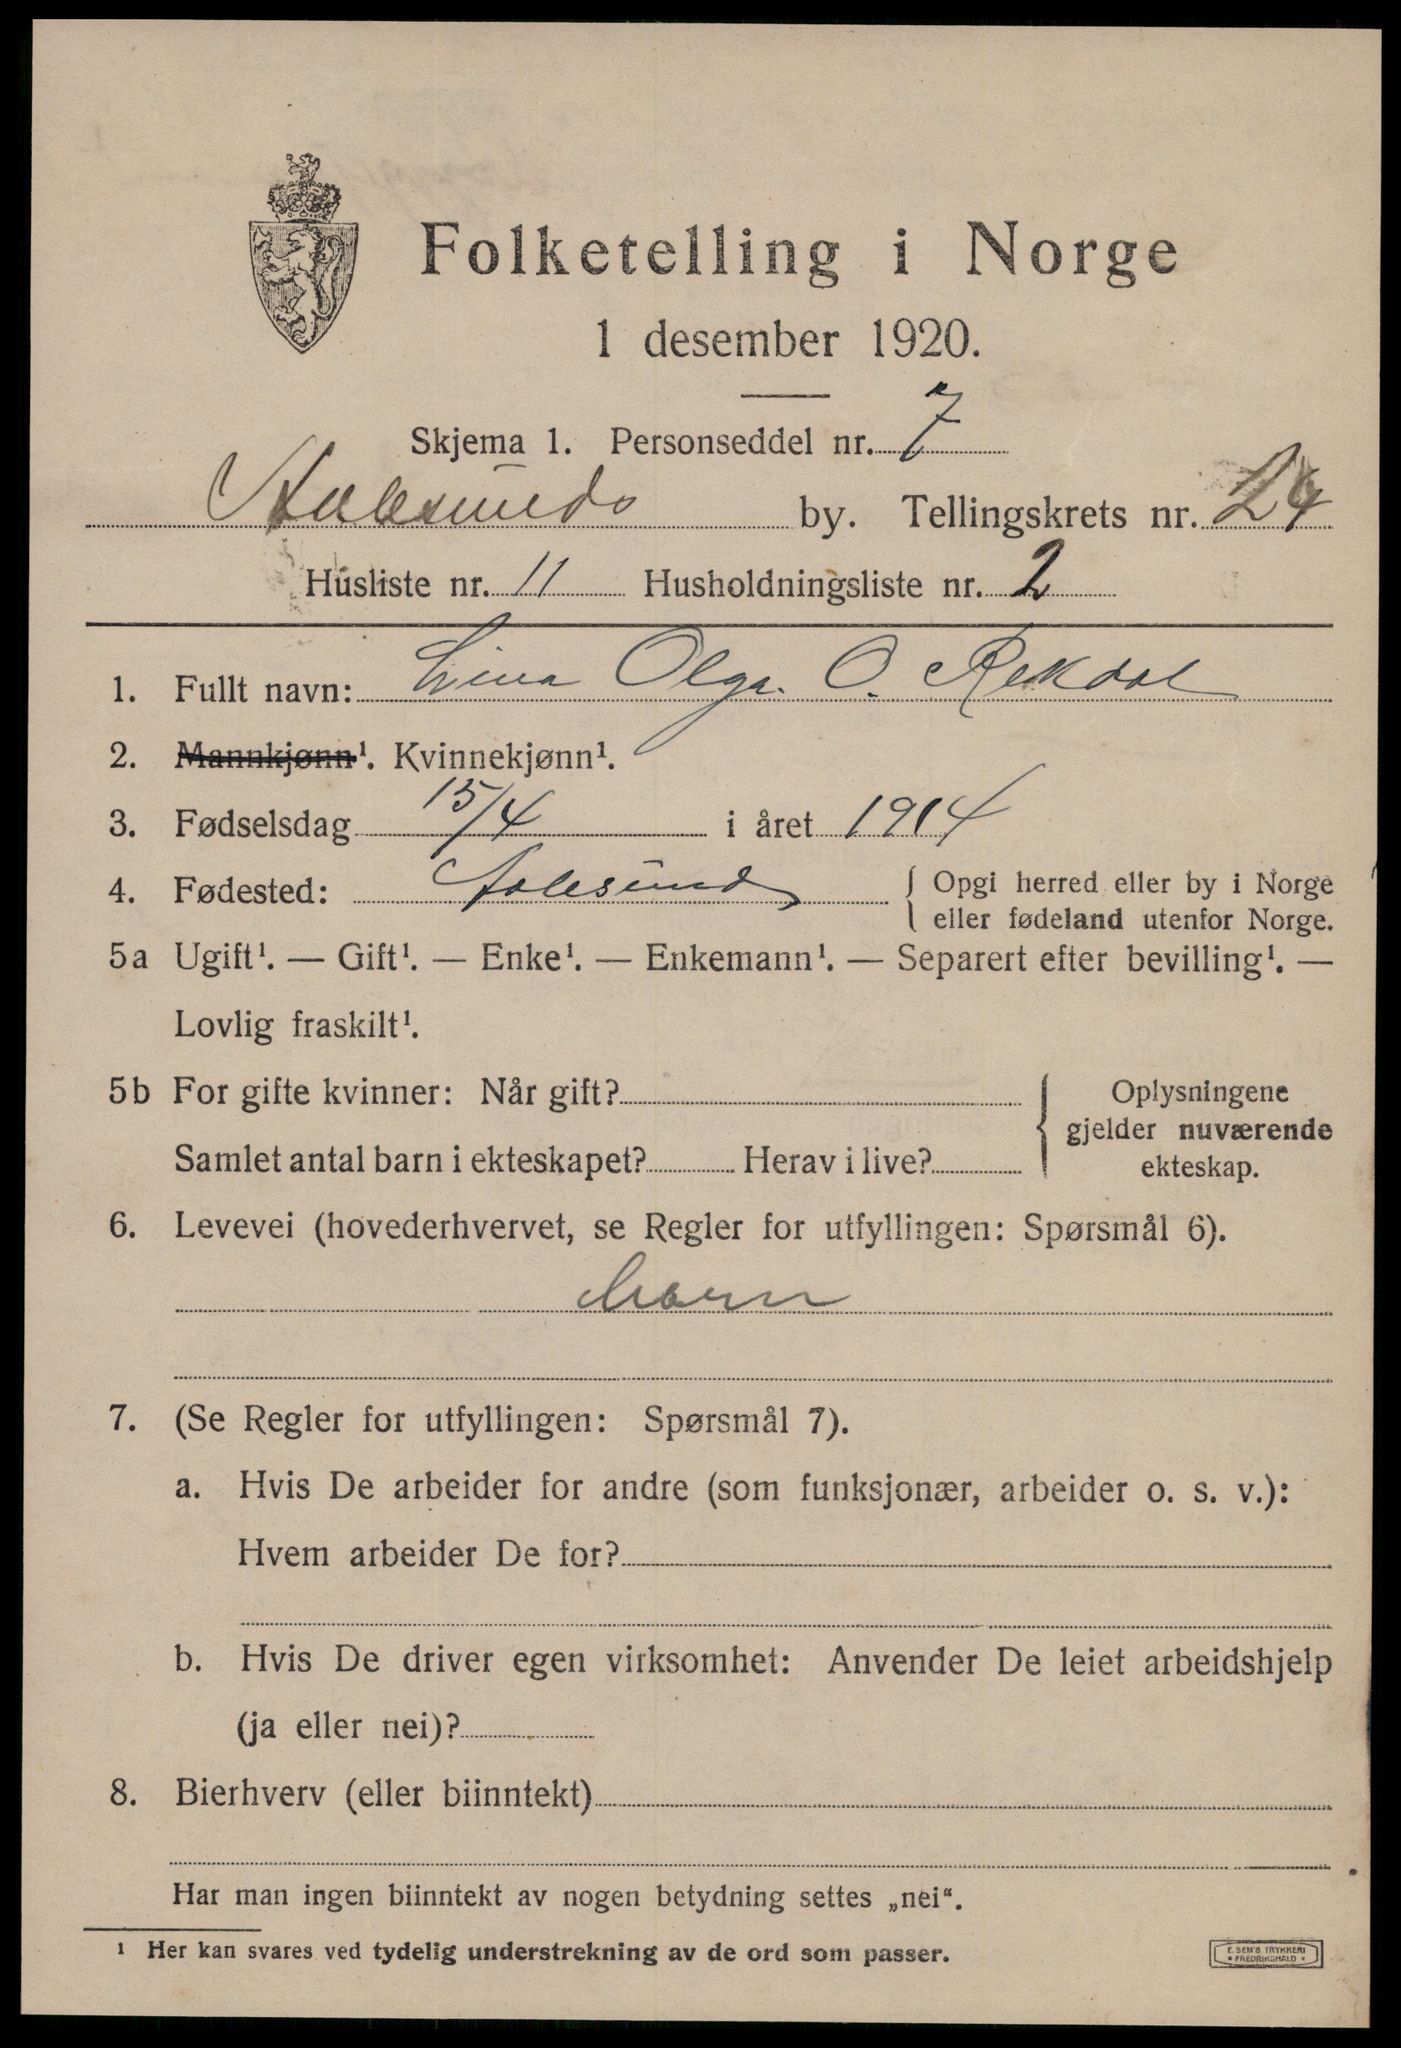 Folketelling i Norge
1 desember 1920.
Skjema 1. Personseddel nr. 7
Aalesunds by. Tellingskrets nr. 24
Husliste nr. 11 Husholdningsliste nr. 2
1. Fullt navn: Lina Olga. O. Rekdal
2. Mannkjønn¹. Kvinnekjønn¹.
3. Fødselsdag 15/4 i året 1914
4. Fødested: Aalesund { Opgi herred eller by i Norge
eller fødeland utenfor Norge.
5a Ugift¹. — Gift¹. — Enke¹. — Enkemann¹. — Separert efter bevilling¹. —
Lovlig fraskilt¹.
5b For gifte kvinner: Når gift? { Oplysningene
gjelder nuværende
Samlet antal barn i ekteskapet? Herav i live? ekteskap.
6. Levevei (hovederhvervet, se Regler for utfyllingen: Spørsmål 6).
barn
7. (Se Regler for utfyllingen: Spørsmål 7).
a. Hvis De arbeider for andre (som funksjonær, arbeider o. s. v.):
Hvem arbeider De for?
b. Hvis De driver egen virksomhet: Anvender De leiet arbeidshjelp
(ja eller nei)?
8. Bierhverv (eller biinntekt)
Har man ingen biinntekt av nogen betydning settes „nei“.
¹ Her kan svares ved tydelig understrekning av de ord som passer.
E. SEM'S TRYKKERI
• FREDRIKSHALD •